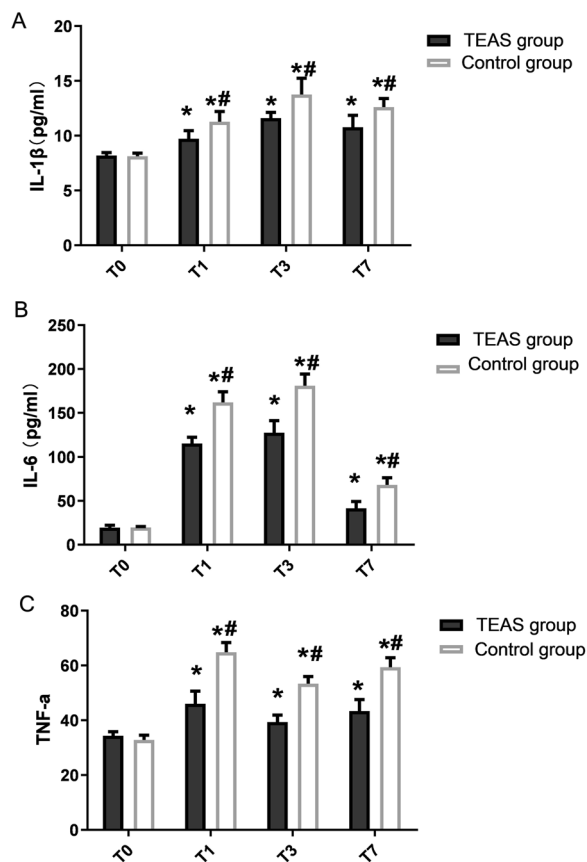 A
TEAS group
Control group
IL-1β(pg/ml)
20
15
10
5
0
* *# * *# * *#
T0 T1 T3 T7
B
TEAS group
Control group
IL-6 (pg/ml)
250
200
150
100
50
0
* *# * *# * *#
T0 T1 T3 T7
C
TEAS group
Control group
TNF-a
80
60
40
20
0
* *# * *# * *#
T0 T1 T3 T7